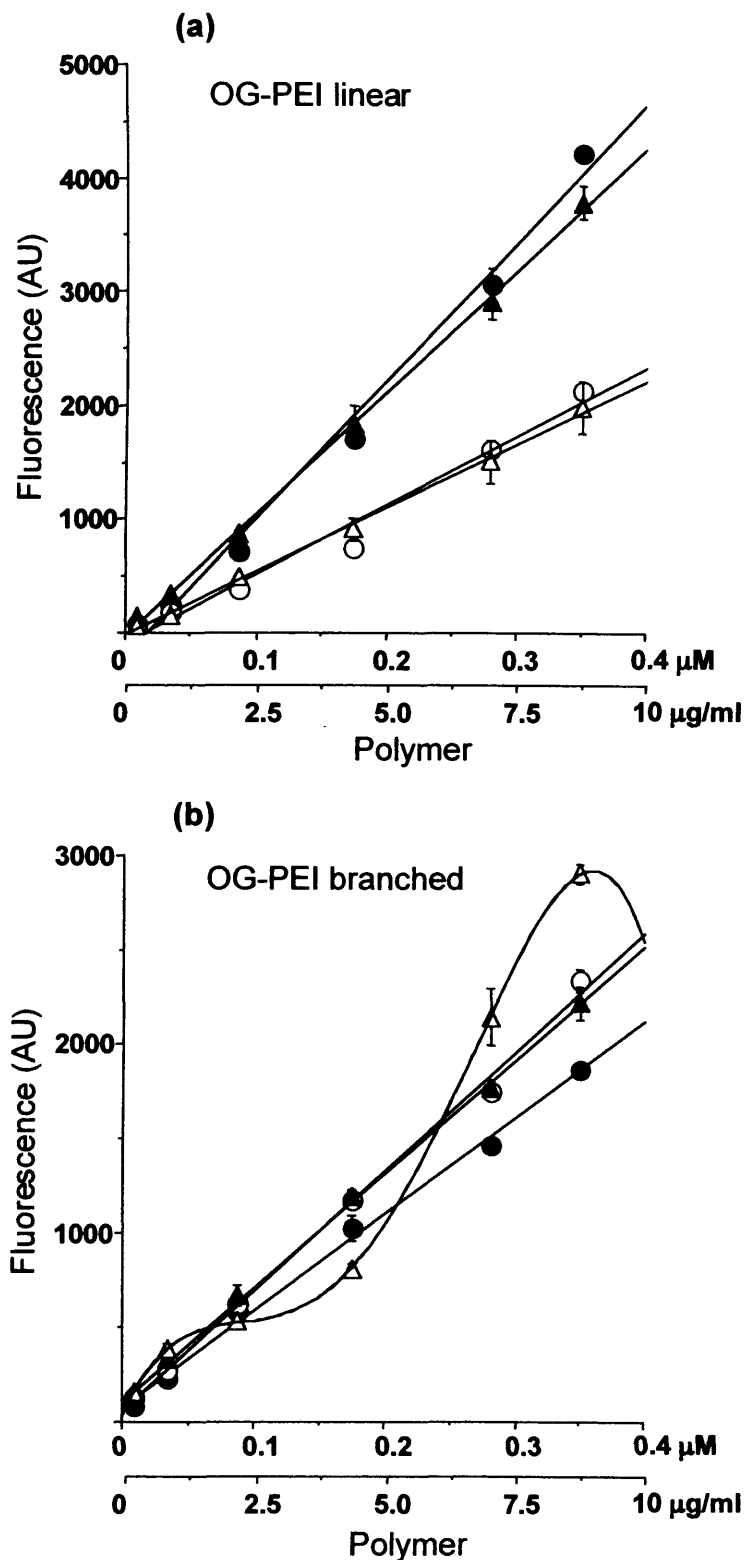 (a)
OG-PEI linear
5000
4000
3000
2000
1000
Fluorescence (AU)
0 0.1 0.2 0.3 0.4 μM
0 2.5 5.0 7.5 10 μg/ml
Polymer
(b)
OG-PEI branched
3000
2000
1000
Fluorescence (AU)
0 0.1 0.2 0.3 0.4 μM
0 2.5 5.0 7.5 10 μg/ml
Polymer